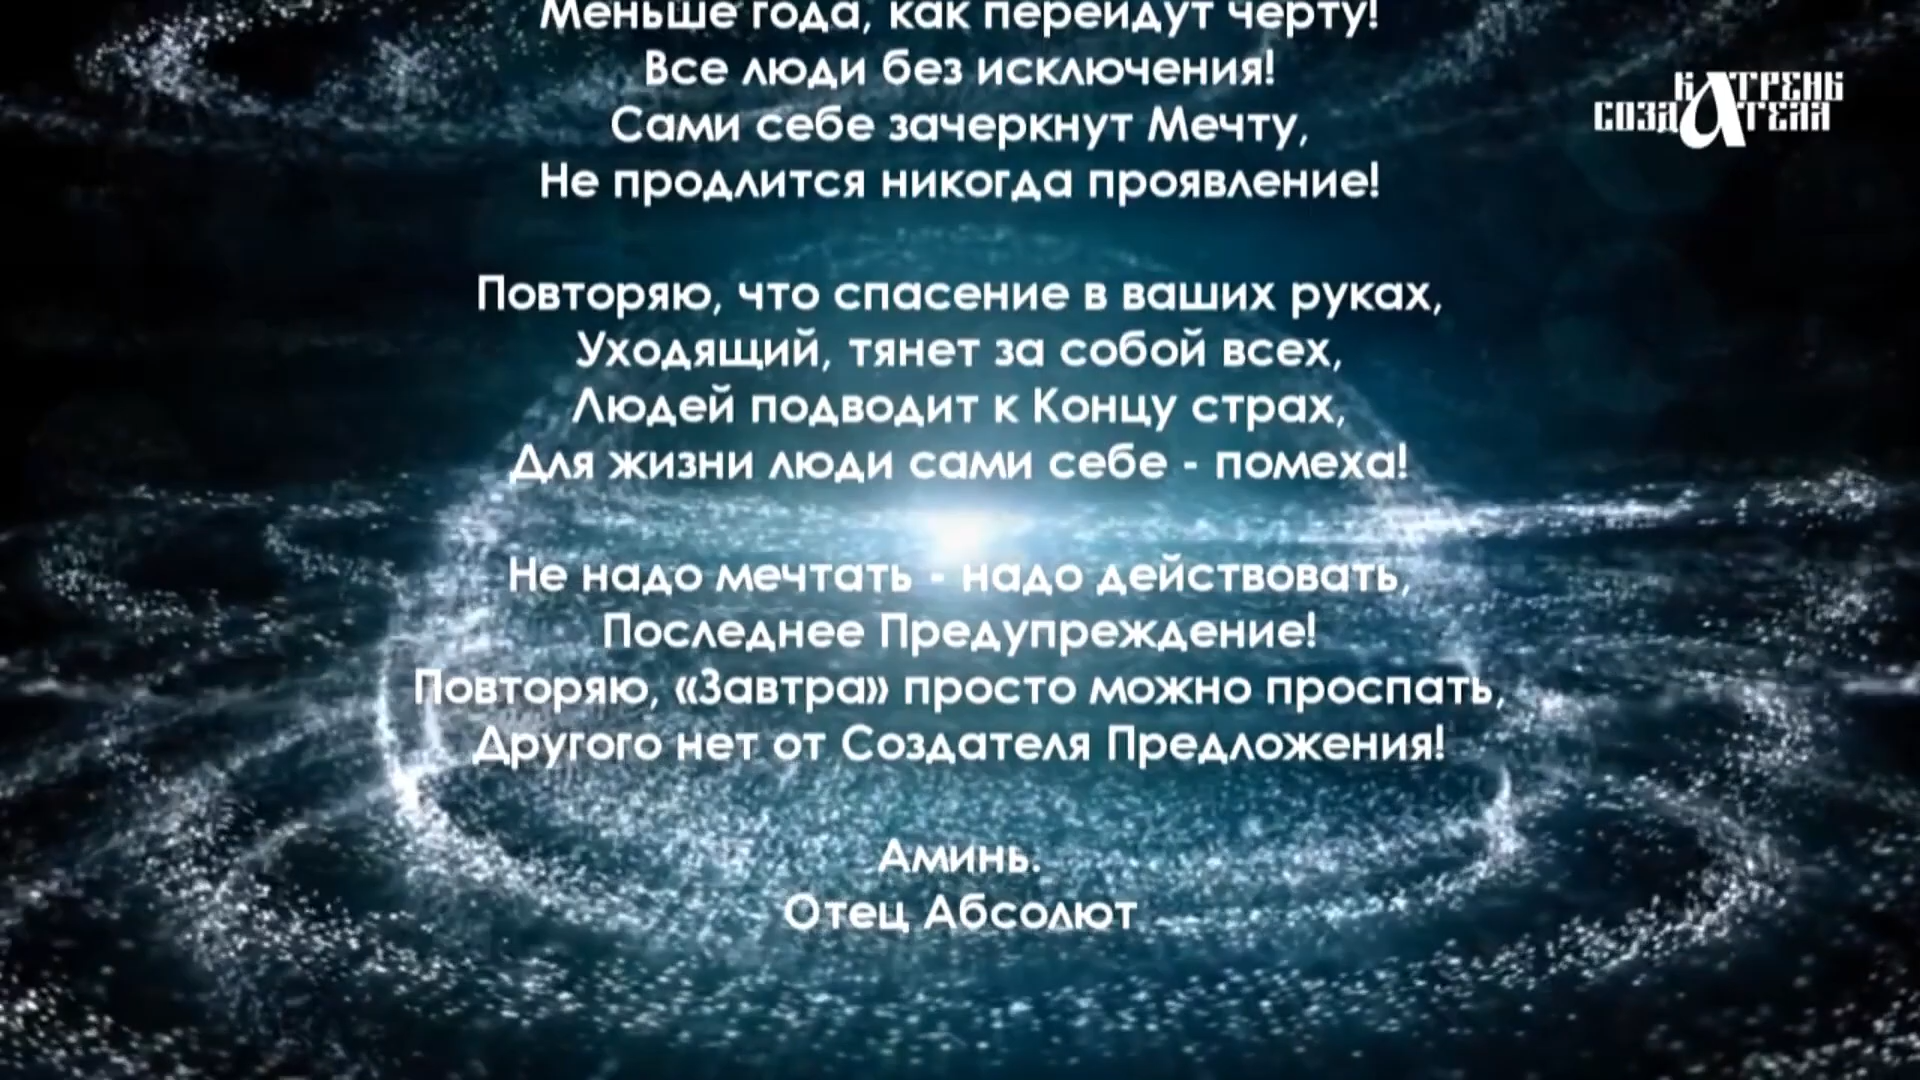 Меньше года, как перейдут черту!
Все люди без исключения!
Сами себе зачеркнут Мечту,
Не продлится никогда проявление!
КАТРЕНЬ
СОЗДАТЕЛЯ
Повторяю, что спасение в ваших руках,
Уходящий, тянет за собой всех,
Людей подводит к Концу страх,
Для жизни люди сами себе - помеха!
Не надо мечтать - надо действовать,
Последнее Предупреждение!
Повторяю, «Завтра» просто можно проспать,
Другого нет от Создателя Предложения!
Аминь.
Отец Абсолют